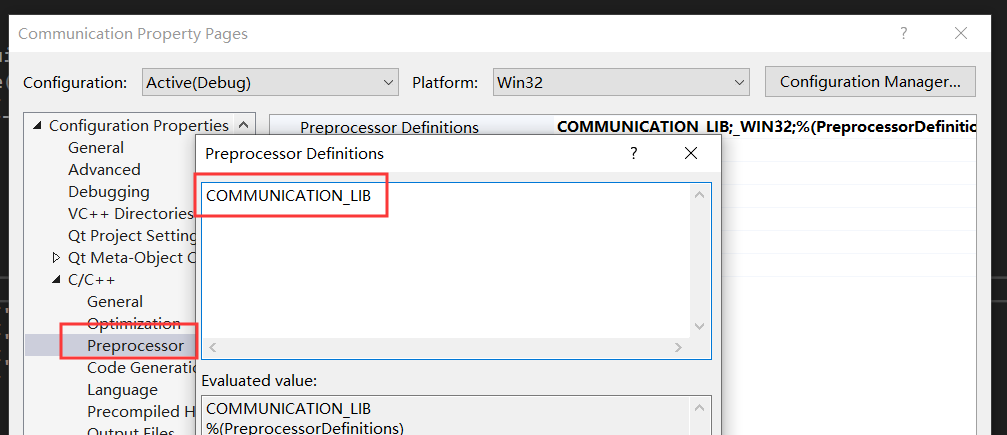 Communication Property Pages
?
Configuration: Active(Debug) Platform: Win32 Configuration Manager...
Configuration Properties
Preprocessor Definitions COMMUNICATION_LIB;_WIN32;%(PreprocessorDefinitic
General
Advanced
Debugging
VC++ Directories
Qt Project Setting
Qt Meta-Object C
C/C++
General
Optimization
Preprocessor
Code Generatio
Language
Precompiled H
Output Files
Preprocessor Definitions
?
COMMUNICATION_LIB
Evaluated value:
COMMUNICATION_LIB
%(PreprocessorDefinitions)